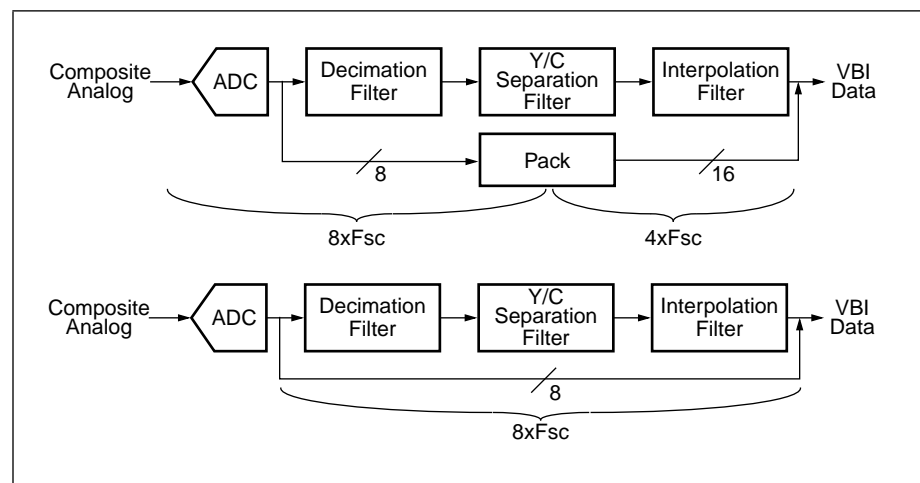 Composite
Analog
ADC
Decimation
Filter
Y/C
Separation
Filter
Interpolation
Filter
VBI
Data
8
Pack
16
8xFsc
4xFsc
Composite
Analog
ADC
Decimation
Filter
Y/C
Separation
Filter
Interpolation
Filter
VBI
Data
8
8xFsc